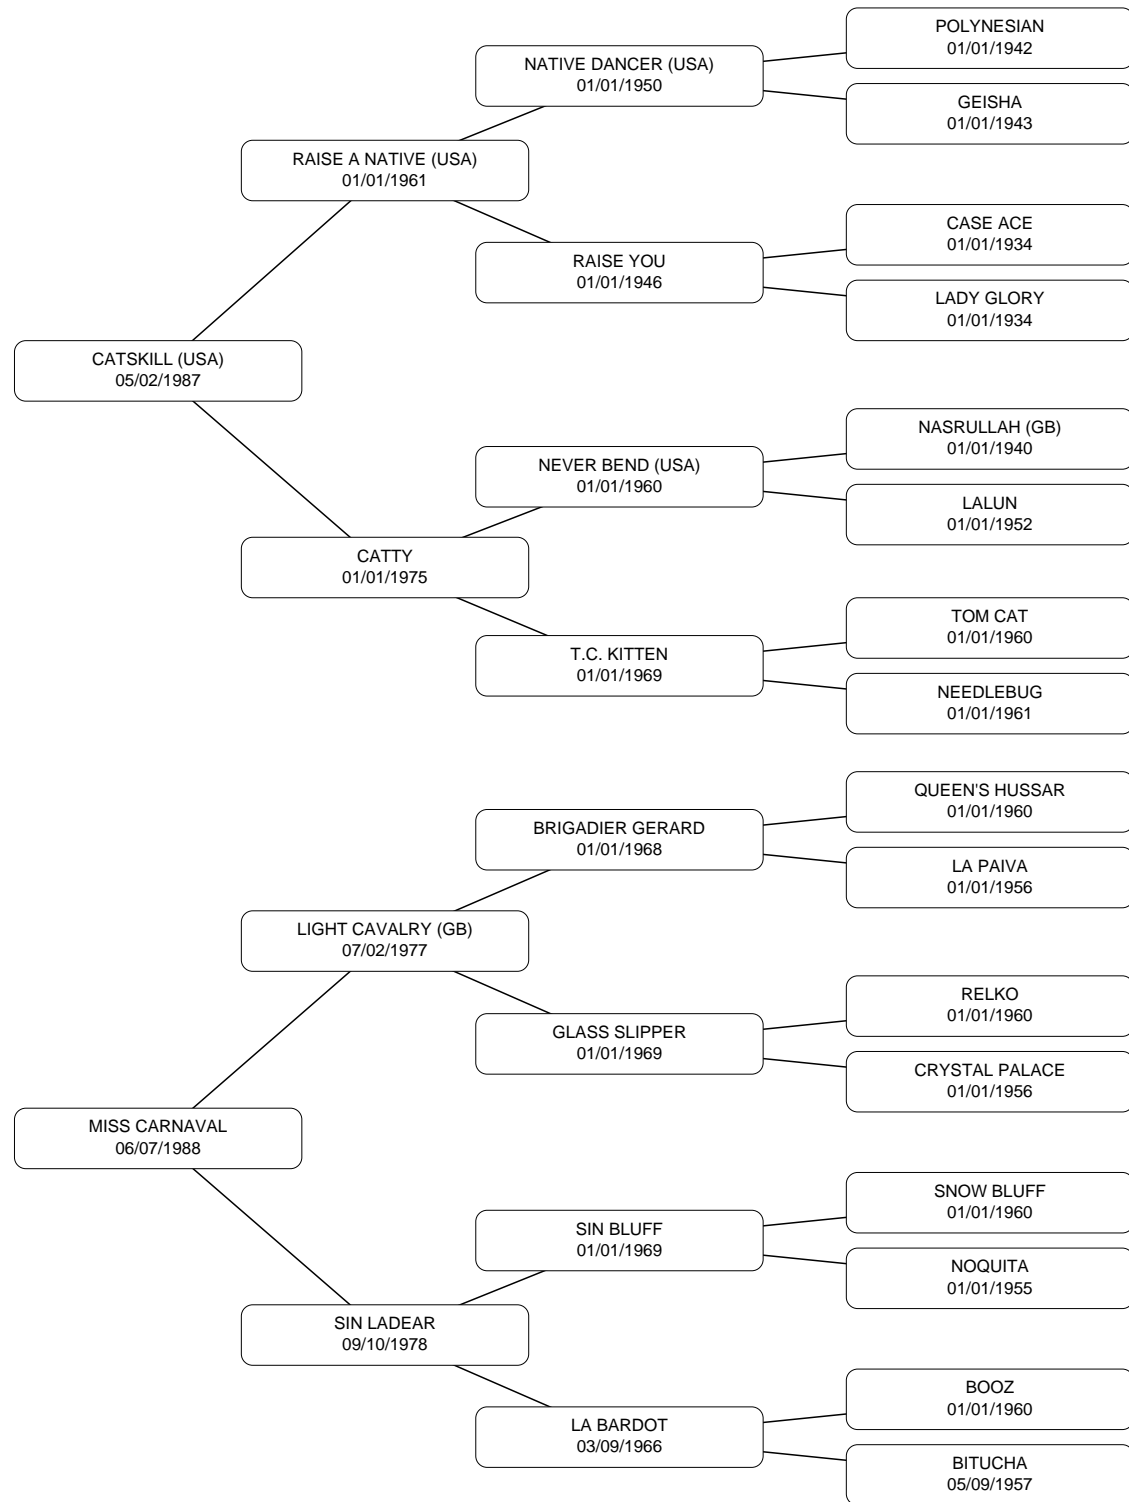 POLYNESIAN
01/01/1942
NATIVE DANCER (USA)
01/01/1950
GEISHA
01/01/1943
RAISE A NATIVE (USA)
01/01/1961
CASE ACE
01/01/1934
RAISE YOU
01/01/1946
LADY GLORY
01/01/1934
CATSKILL (USA)
05/02/1987
NASRULLAH (GB)
01/01/1940
NEVER BEND (USA)
01/01/1960
LALUN
01/01/1952
CATTY
01/01/1975
TOM CAT
01/01/1960
T.C. KITTEN
01/01/1969
NEEDLEBUG
01/01/1961
QUEEN'S HUSSAR
01/01/1960
BRIGADIER GERARD
01/01/1968
LA PAIVA
01/01/1956
LIGHT CAVALRY (GB)
07/02/1977
RELKO
01/01/1960
GLASS SLIPPER
01/01/1969
CRYSTAL PALACE
01/01/1956
MISS CARNAVAL
06/07/1988
SNOW BLUFF
01/01/1960
SIN BLUFF
01/01/1969
NOQUITA
01/01/1955
SIN LADEAR
09/10/1978
BOOZ
01/01/1960
LA BARDOT
03/09/1966
BITUCHA
05/09/1957